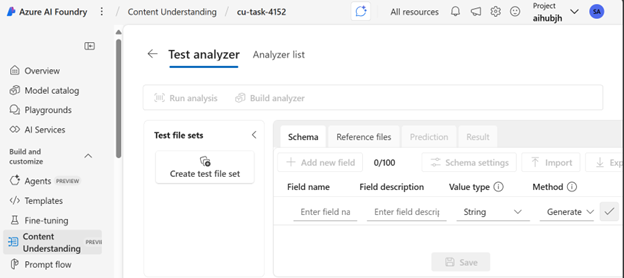 Azure AI Foundry / Content Understanding / cu-task-4152 All resources Project aihubjh SA
Test analyzer Analyzer list
Overview
Model catalog
Playgrounds
AI Services
Build and customize
Agents PREVIEW
Templates
Fine-tuning
Content Understanding PREVIE
Prompt flow
Run analysis Build analyzer
Test file sets
Create test file set
Schema Reference files Prediction Result
Add new field 0/100 Schema settings Import Exp
Field name Field description Value type Method
Enter field na Enter field descrip String Generate
Save